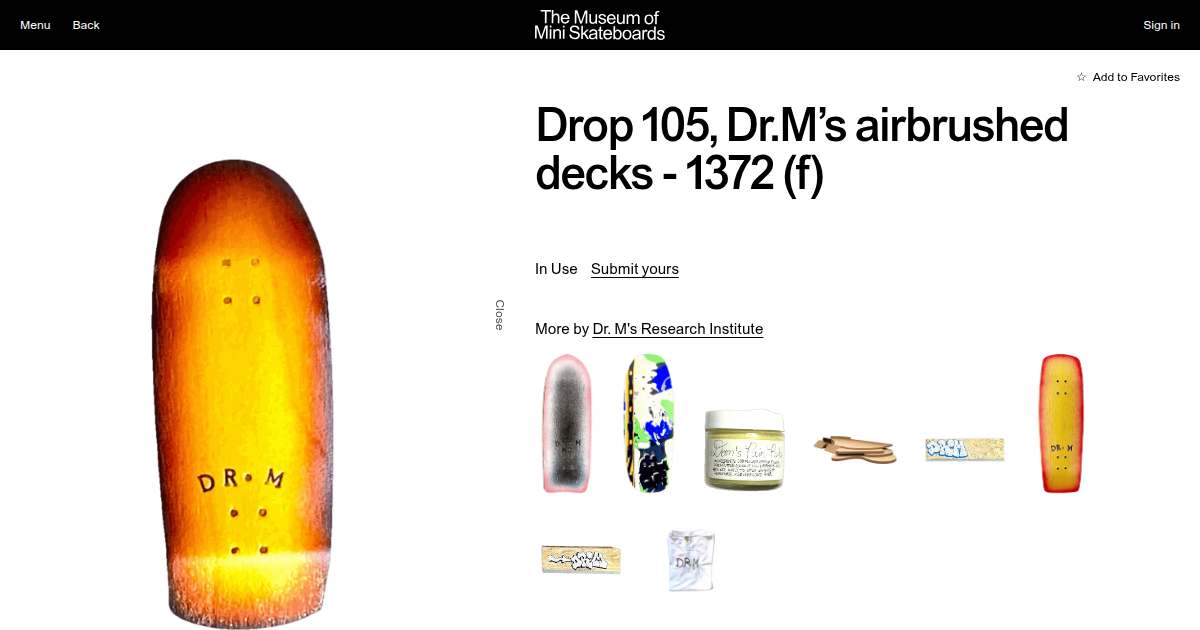 Menu
Back
The Museum of
Mini Skateboards
Sign in
☆ Add to Favorites
Drop 105, Dr.M’s airbrushed
decks - 1372 (f)
In Use
Submit yours
Close
More by Dr. M's Research Institute
DR•M
DR•M
DRM